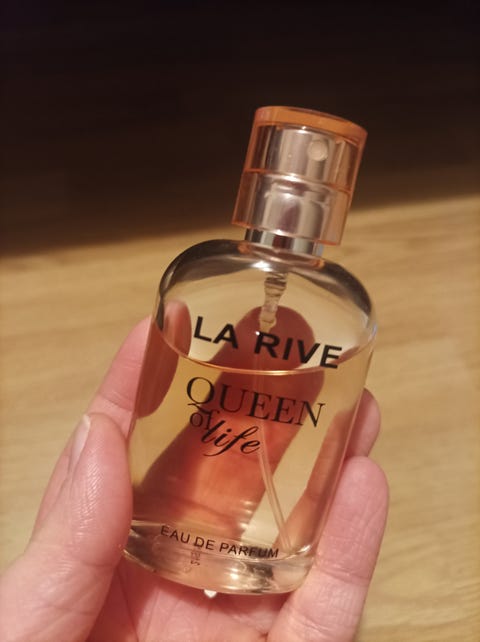 LA RIVE
QUEEN
of life
EAU DE PARFUM